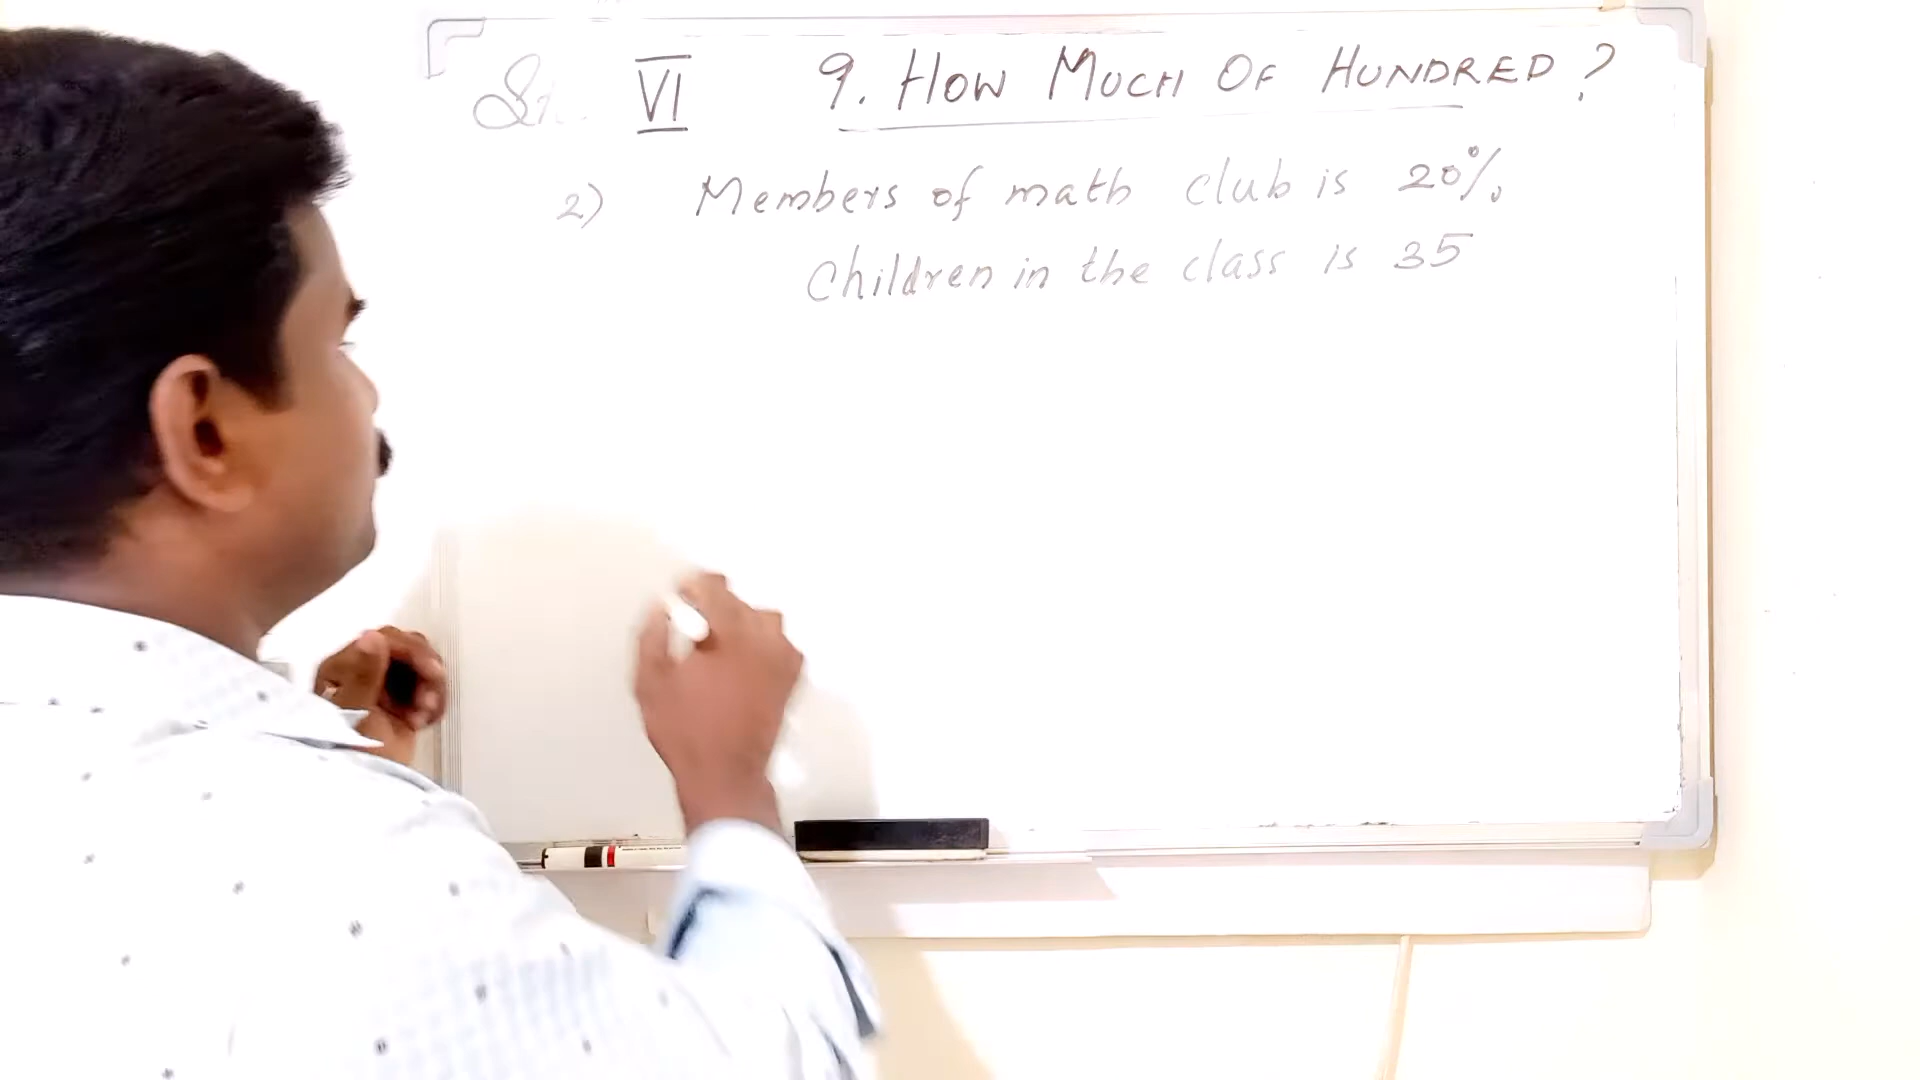 VI 9. HOW MUCH OF HUNDRED ?
2) Members of math club is 20%
Children in the class is 35